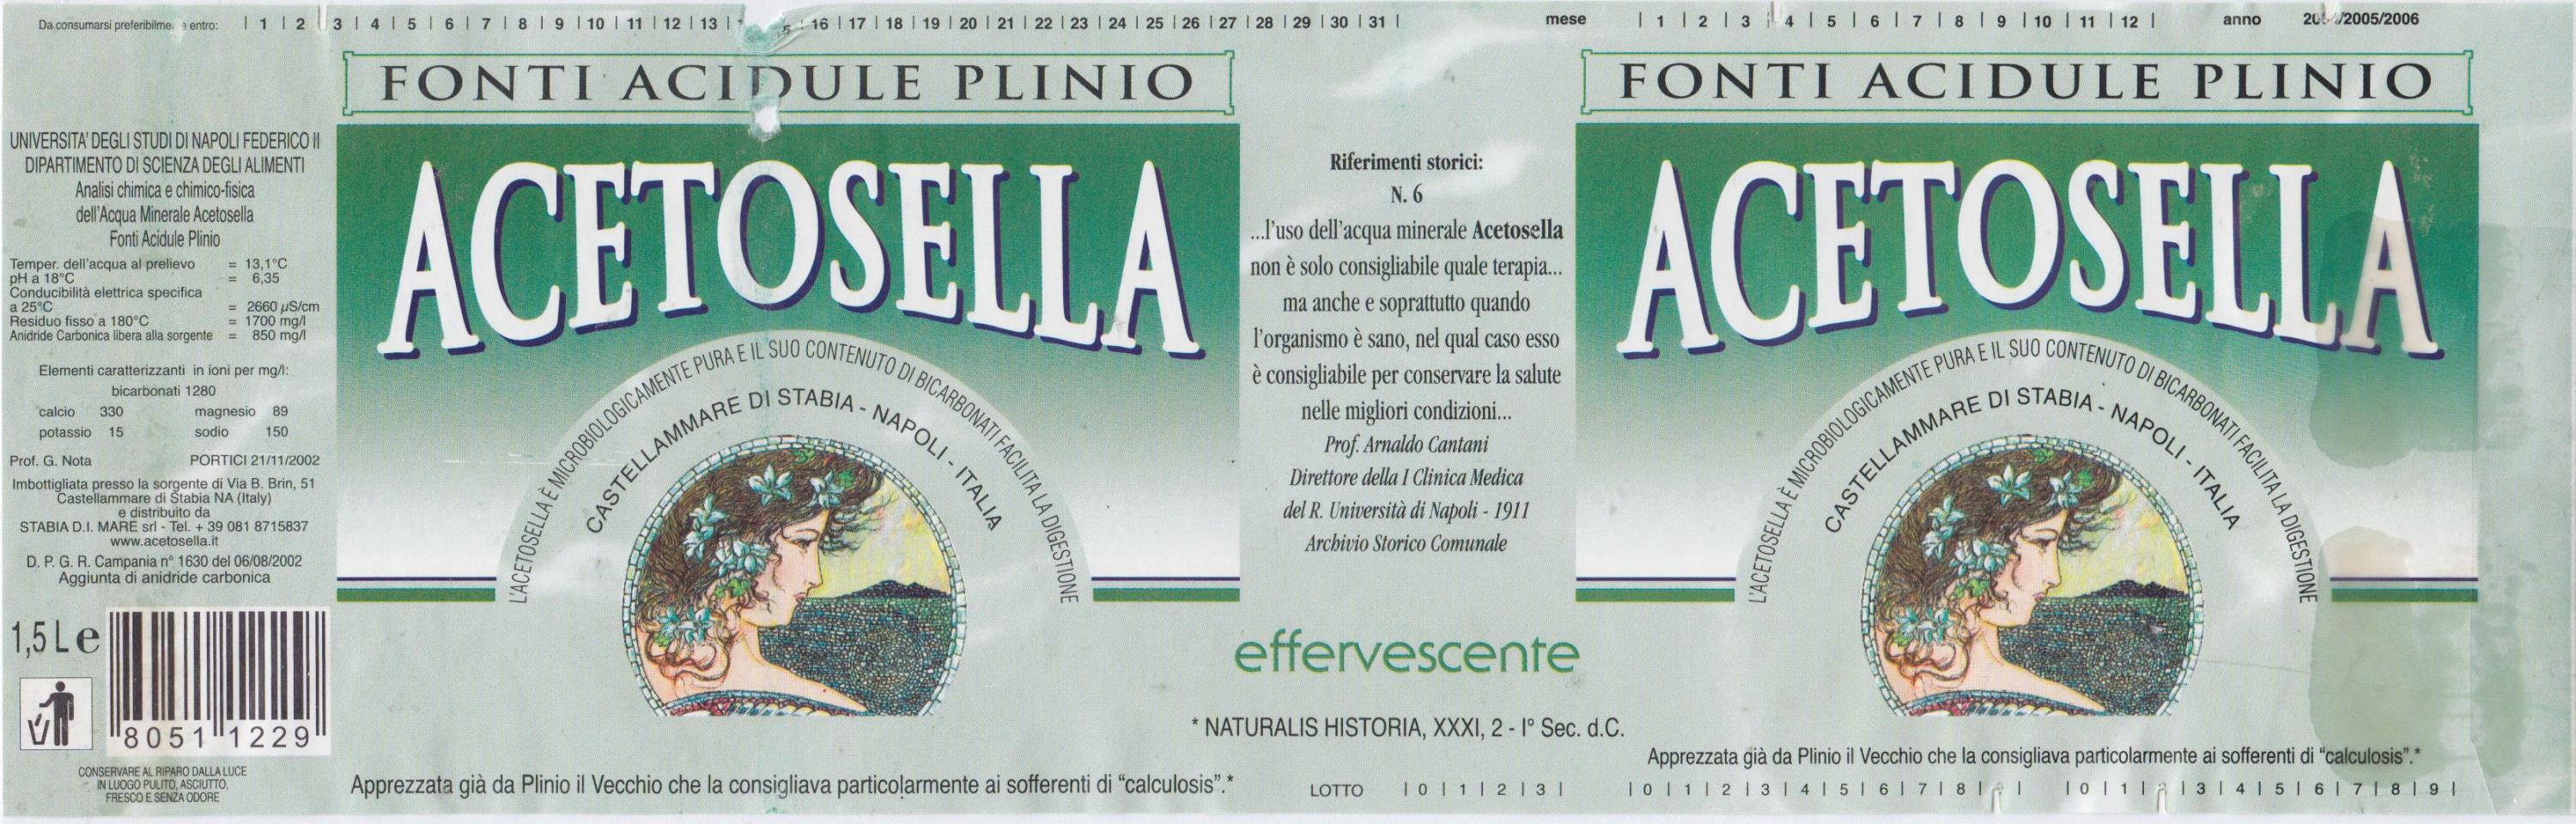 Da consumarsi preferibilmente entro: | 1 | 2 | 3 | 4 | 5 | 6 | 7 | 8 | 9 | 10 | 11 | 12 | 13 | 16 | 17 | 18 | 19 | 20 | 21 | 22 | 23 | 24 | 25 | 26 | 27 | 28 | 29 | 30 | 31 | mese | 1 | 2 | 3 | 4 | 5 | 6 | 7 | 8 | 9 | 10 | 11 | 12 | anno /2005/2006
UNIVERSITA' DEGLI STUDI DI NAPOLI FEDERICO II
DIPARTIMENTO DI SCIENZA DEGLI ALIMENTI
Analisi chimica e chimico-fisica
dell'Acqua Minerale Acetosella
Fonti Acidule Plinio
Temper. dell'acqua al prelievo = 13,1°C
pH a 18°C = 6,35
Conducibilità elettrica specifica
a 25°C = 2660 µS/cm
Residuo fisso a 180°C = 1700 mg/l
Anidride Carbonica libera alla sorgente = 850 mg/l
Elementi caratterizzanti in ioni per mg/l:
bicarbonati 1280
calcio 330 magnesio 89
potassio 15 sodio 150
Prof. G. Nota PORTICI 21/11/2002
Imbottigliata presso la sorgente di Via B. Brin, 51
Castellammare di Stabia NA (Italy)
e distribuito da
STABIA D.I. MARE srl - Tel. + 39 081 8715837
www.acetosella.it
D. P. G. R. Campania n° 1630 del 06/08/2002
Aggiunta di anidride carbonica
1,5 L e
8051 1229
CONSERVARE AL RIPARO DALLA LUCE
IN LUOGO PULITO, ASCIUTTO,
FRESCO E SENZA ODORE
FONTI ACIDULE PLINIO
ACETOSELLA
L'ACETOSELLA È MICROBIOLOGICAMENTE PURA E IL SUO CONTENUTO DI BICARBONATI FACILITA LA DIGESTIONE
CASTELLAMMARE DI STABIA - NAPOLI - ITALIA
Apprezzata già da Plinio il Vecchio che la consigliava particolarmente ai sofferenti di “calculosis”.*
Riferimenti storici:
N. 6
...l'uso dell'acqua minerale Acetosella
non è solo consigliabile quale terapia...
ma anche e soprattutto quando
l'organismo è sano, nel qual caso esso
è consigliabile per conservare la salute
nelle migliori condizioni...
Prof. Arnaldo Cantani
Direttore della I Clinica Medica
del R. Università di Napoli - 1911
Archivio Storico Comunale
effervescente
* NATURALIS HISTORIA, XXXI, 2 - I° Sec. d.C.
FONTI ACIDULE PLINIO
ACETOSELLA
L'ACETOSELLA È MICROBIOLOGICAMENTE PURA E IL SUO CONTENUTO DI BICARBONATI FACILITA LA DIGESTIONE
CASTELLAMMARE DI STABIA - NAPOLI - ITALIA
Apprezzata già da Plinio il Vecchio che la consigliava particolarmente ai sofferenti di “calculosis”.*
LOTTO | 0 | 1 | 2 | 3 | | 0 | 1 | 2 | 3 | 4 | 5 | 6 | 7 | 8 | | 0 | 1 | | 3 | 4 | 5 | 6 | 7 | 8 | 9 |